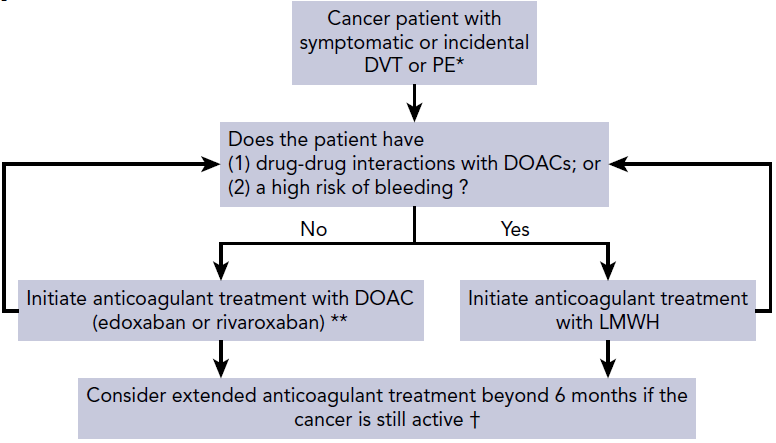 Cancer patient with
symptomatic or incidental
DVT or PE*
Does the patient have
(1) drug-drug interactions with DOACs; or
(2) a high risk of bleeding ?
No
Yes
Initiate anticoagulant treatment with DOAC
(edoxaban or rivaroxaban) **
Initiate anticoagulant treatment
with LMWH
Consider extended anticoagulant treatment beyond 6 months if the
cancer is still active †